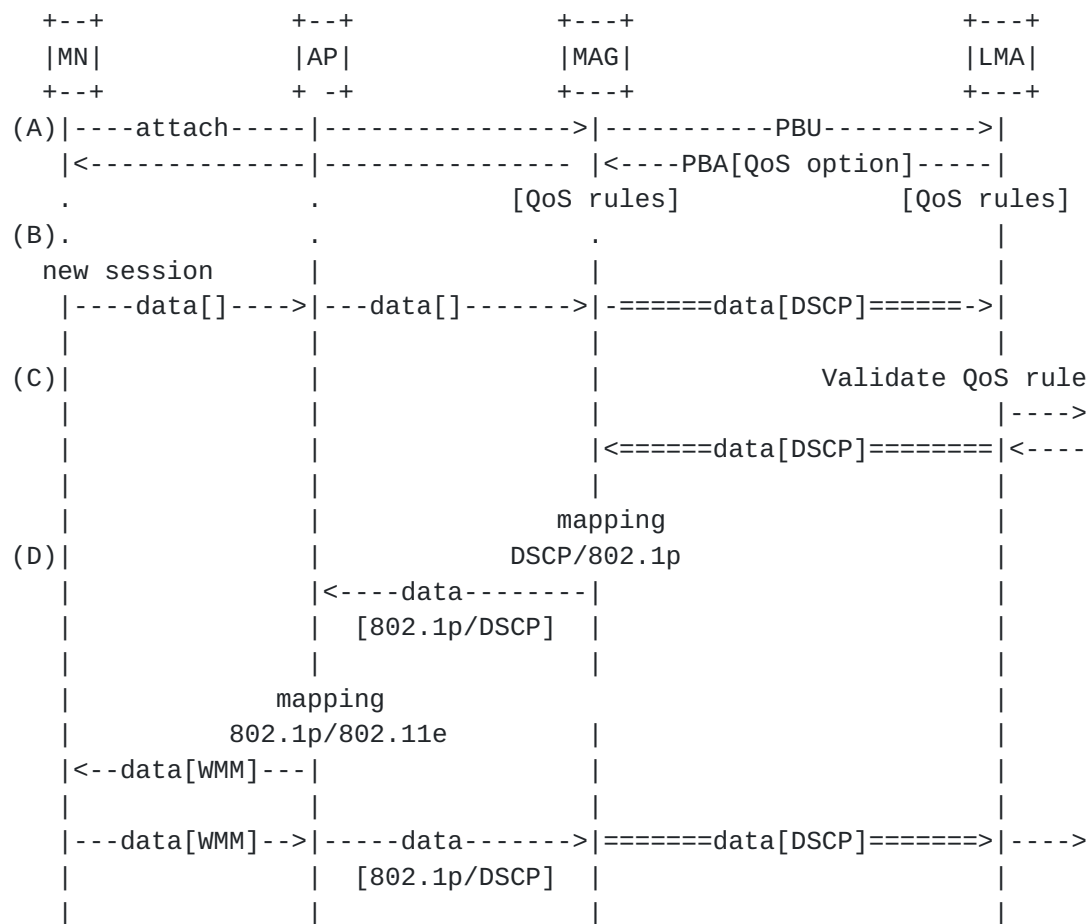 +--+            +--+             +---+                     +---+
|MN|            |AP|             |MAG|                     |LMA|
+--+            + -+             +---+                     +---+
(A)|----attach-----|---------------->|-----------PBU---------->|
|<--------------|---------------- |<----PBA[QoS option]-----|
.               .            [QoS rules]              [QoS rules]
(B).               .                 .                         |
new session      |                 |                         |
|----data[]---->|---data[]------->|-======data[DSCP]======->|
|               |                 |                         |
(C)|               |                 |              Validate QoS rule
|               |                 |                         |---->
|               |                 |<======data[DSCP]========|<----
|               |                 |                         |
|               |               mapping                     |
(D)|               |            DSCP/802.1p                    |
|               |<----data--------|                         |
|               |  [802.1p/DSCP]  |                         |
|               |                 |                         |
|             mapping                                       |
|          802.1p/802.11e         |                         |
|<--data[WMM]---|                 |                         |
|               |                 |                         |
|---data[WMM]-->|-----data------->|=======data[DSCP]=======>|---->
|               |  [802.1p/DSCP]  |                         |
|               |                 |                         |